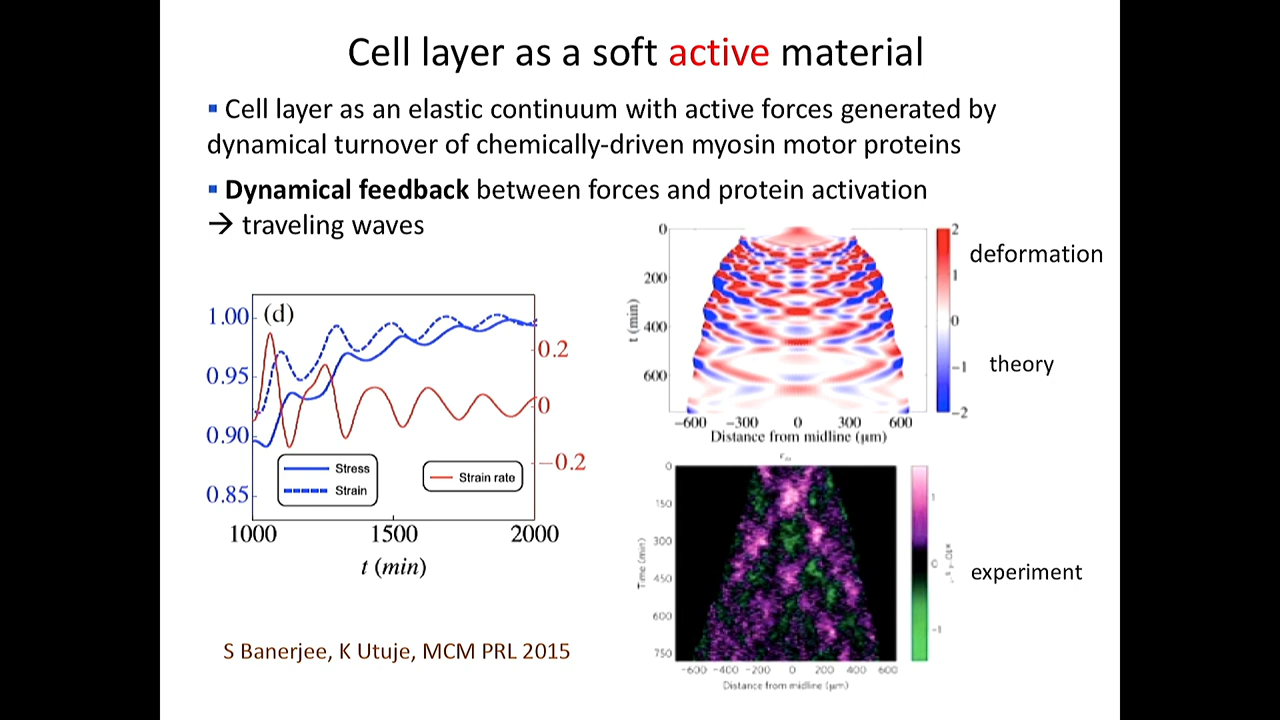 Cell layer as a soft active material
▪ Cell layer as an elastic continuum with active forces generated by
dynamical turnover of chemically-driven myosin motor proteins
▪ Dynamical feedback between forces and protein activation
→ traveling waves
(d)
1.00
0.95
0.90
0.85
0.2
0
−0.2
Stress
Strain
Strain rate
1000 1500 2000
t (min)
0
200
400
600
t (min)
−600 −300 0 300 600
Distance from midline (μm)
2
1
0
−1
−2
deformation
theory
0
150
300
450
600
750
Time (min)
−600 −400 −200 0 200 400 600
Distance from midline (μm)
1
0
−1
experiment
S Banerjee, K Utuje, MCM PRL 2015